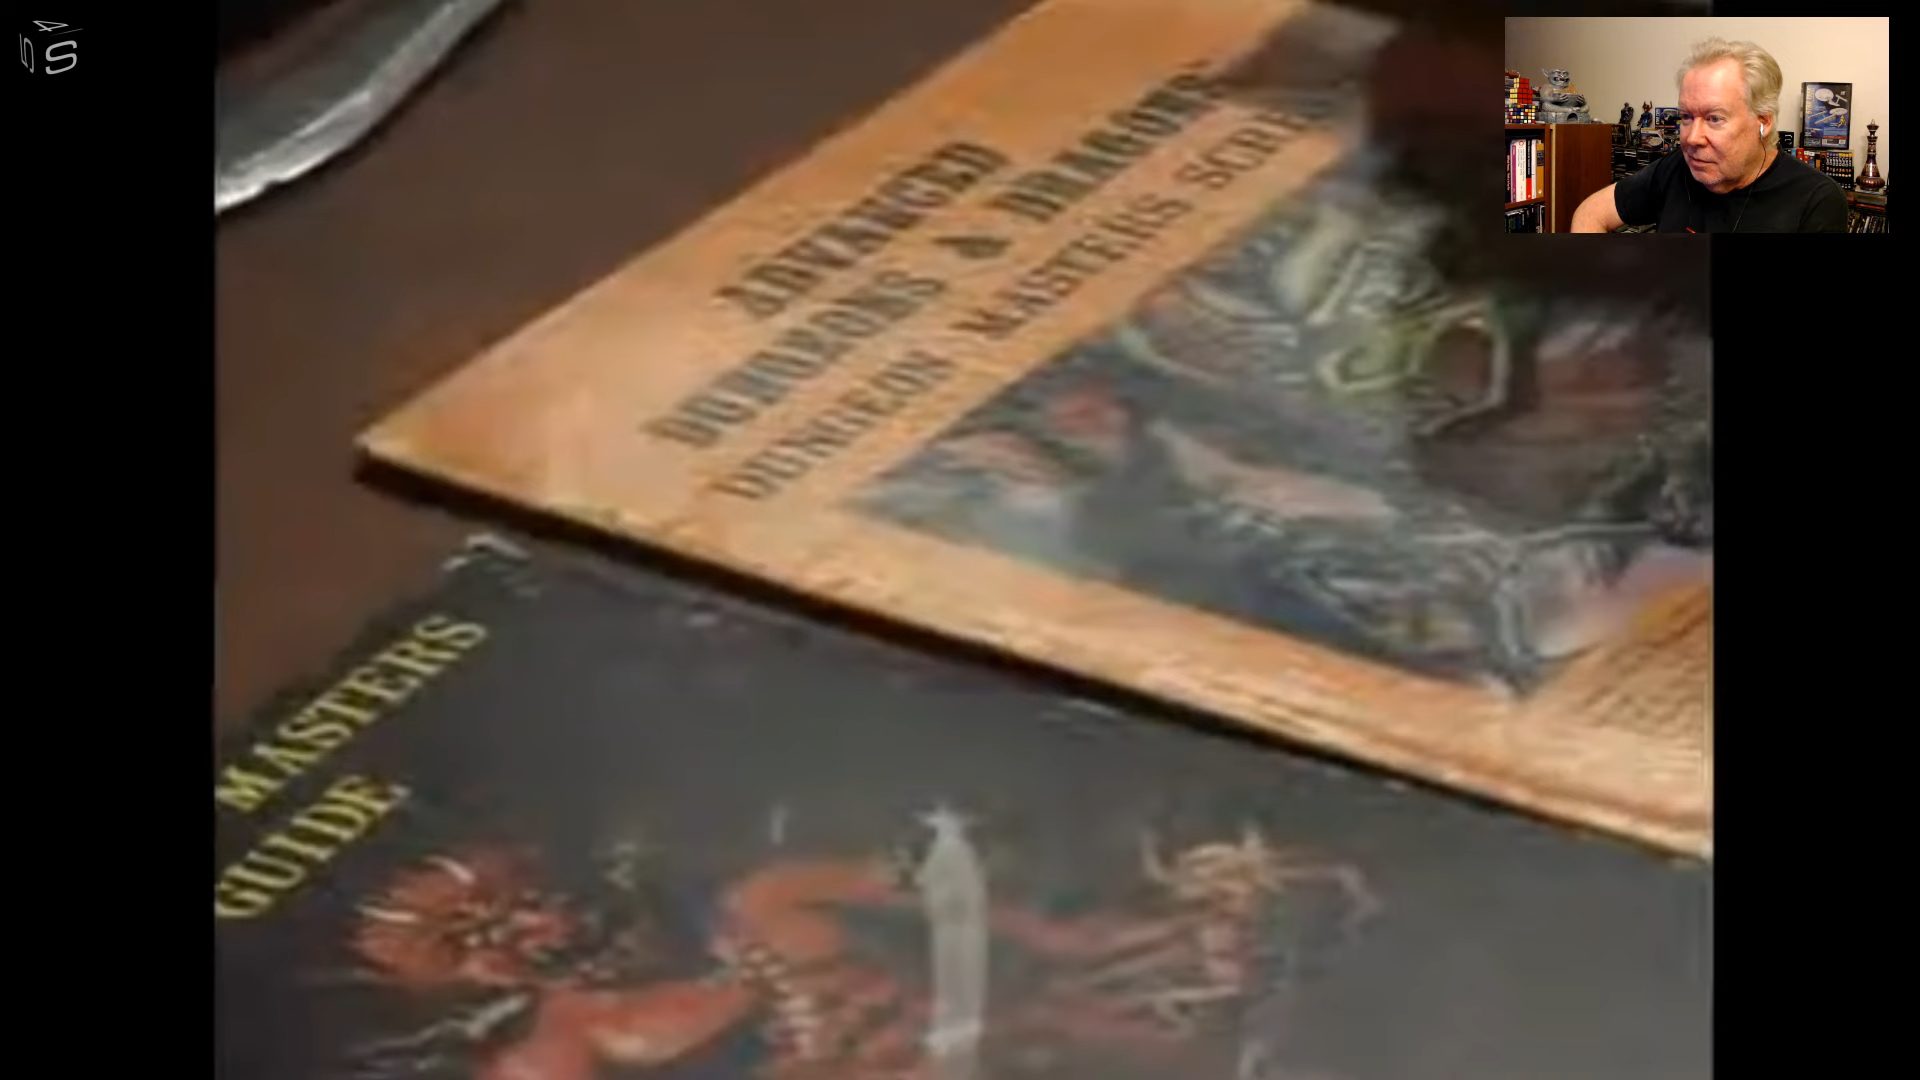 ADVANCED
DUNGEONS & DRAGONS
DUNGEON MASTERS SCRE
MASTERS
GUIDE